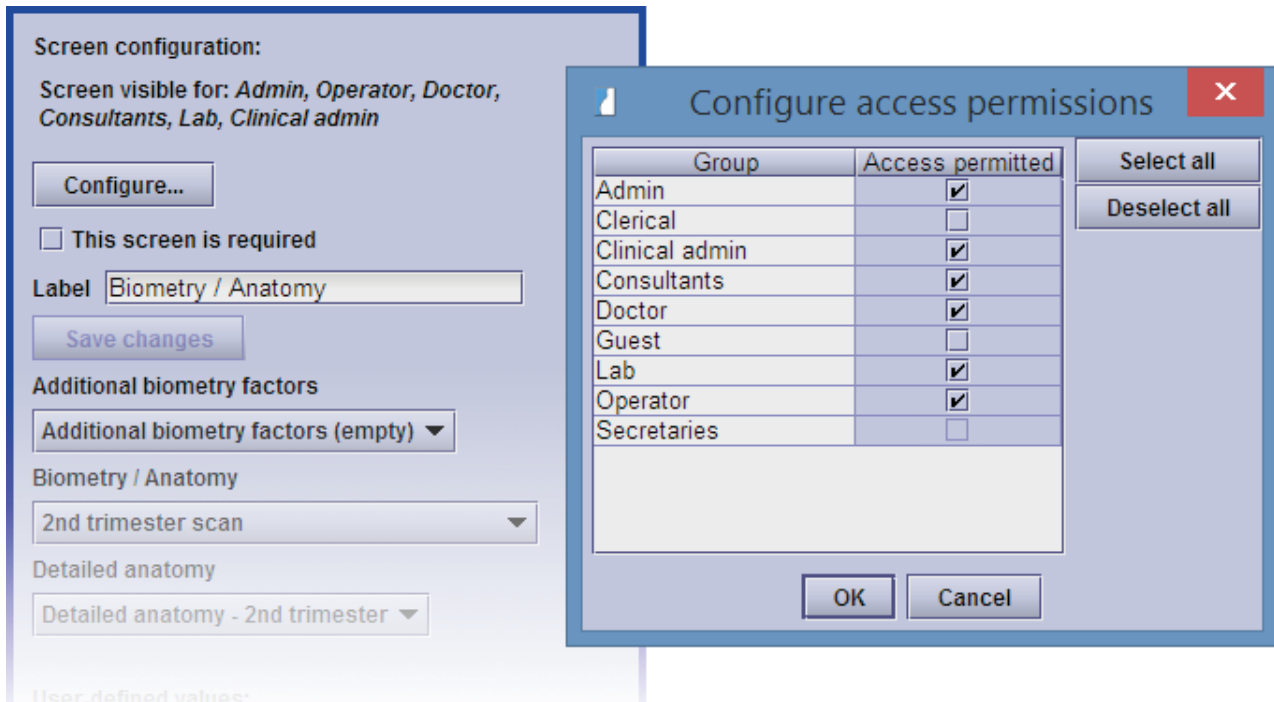 Screen configuration:
Screen visible for: Admin, Operator, Doctor,
Consultants, Lab, Clinical admin
Configure...
This screen is required
Label Biometry / Anatomy
Save changes
Additional biometry factors
Additional biometry factors (empty)
Biometry / Anatomy
2nd trimester scan
Detailed anatomy
Detailed anatomy - 2nd trimester
User defined values:
Configure access permissions
Group Access permitted
Admin
Clerical
Clinical admin
Consultants
Doctor
Guest
Lab
Operator
Secretaries
Select all
Deselect all
OK Cancel